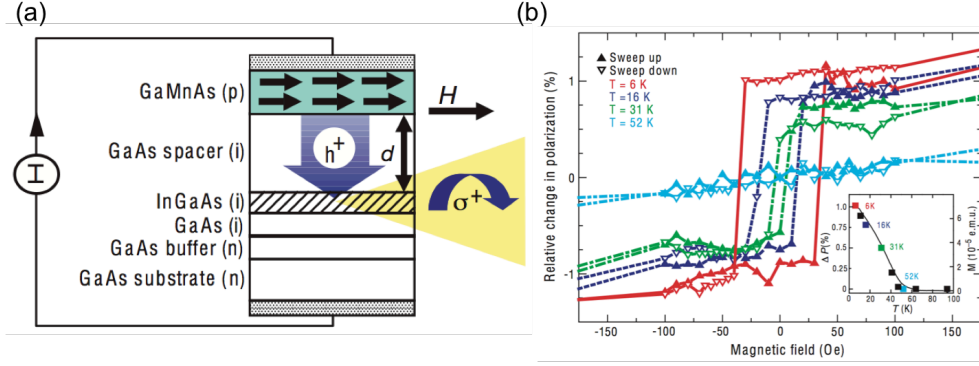 (a)
GaMnAs (p)
GaAs spacer (i)
InGaAs (i)
GaAs (i)
GaAs buffer (n)
GaAs substrate (n)
I
h+
d
H
σ+
(b)
Relative change in polarization (%)
1
0
-1
Sweep up
Sweep down
T = 6 K
T =16 K
T = 31 K
T = 52 K
-150 -100 -50 0 50 100 150
Magnetic field (Oe)
ΔP(%)
1.0
0.75
0.5
0.25
0
6K
16K
31K
52K
6
4
2
0
M (10⁻⁵ e.m.u.)
0 20 40 60 80 100
T (K)